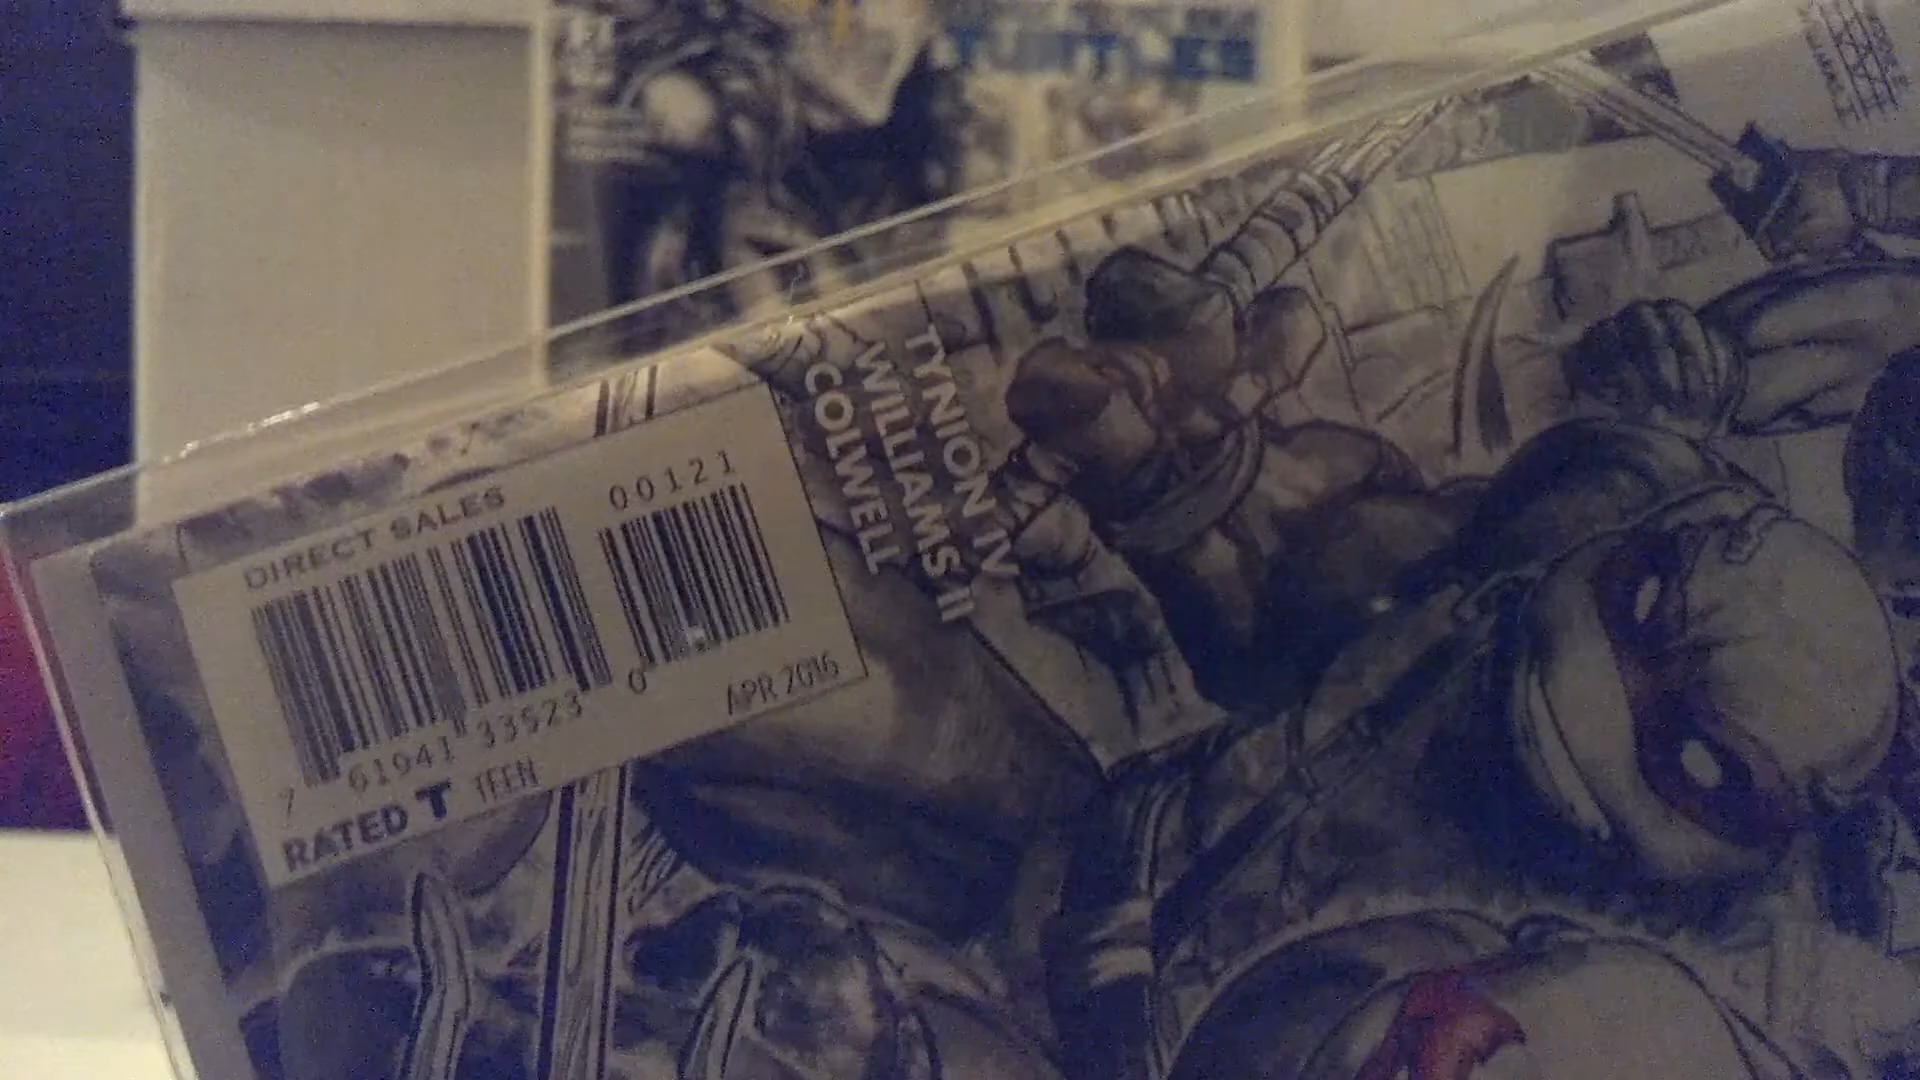 TURTLES
DIRECT SALES
00121
7 61941 33523 0
APR 2016
RATED T TEEN
TYNION IV
WILLIAMS II
COLWELL